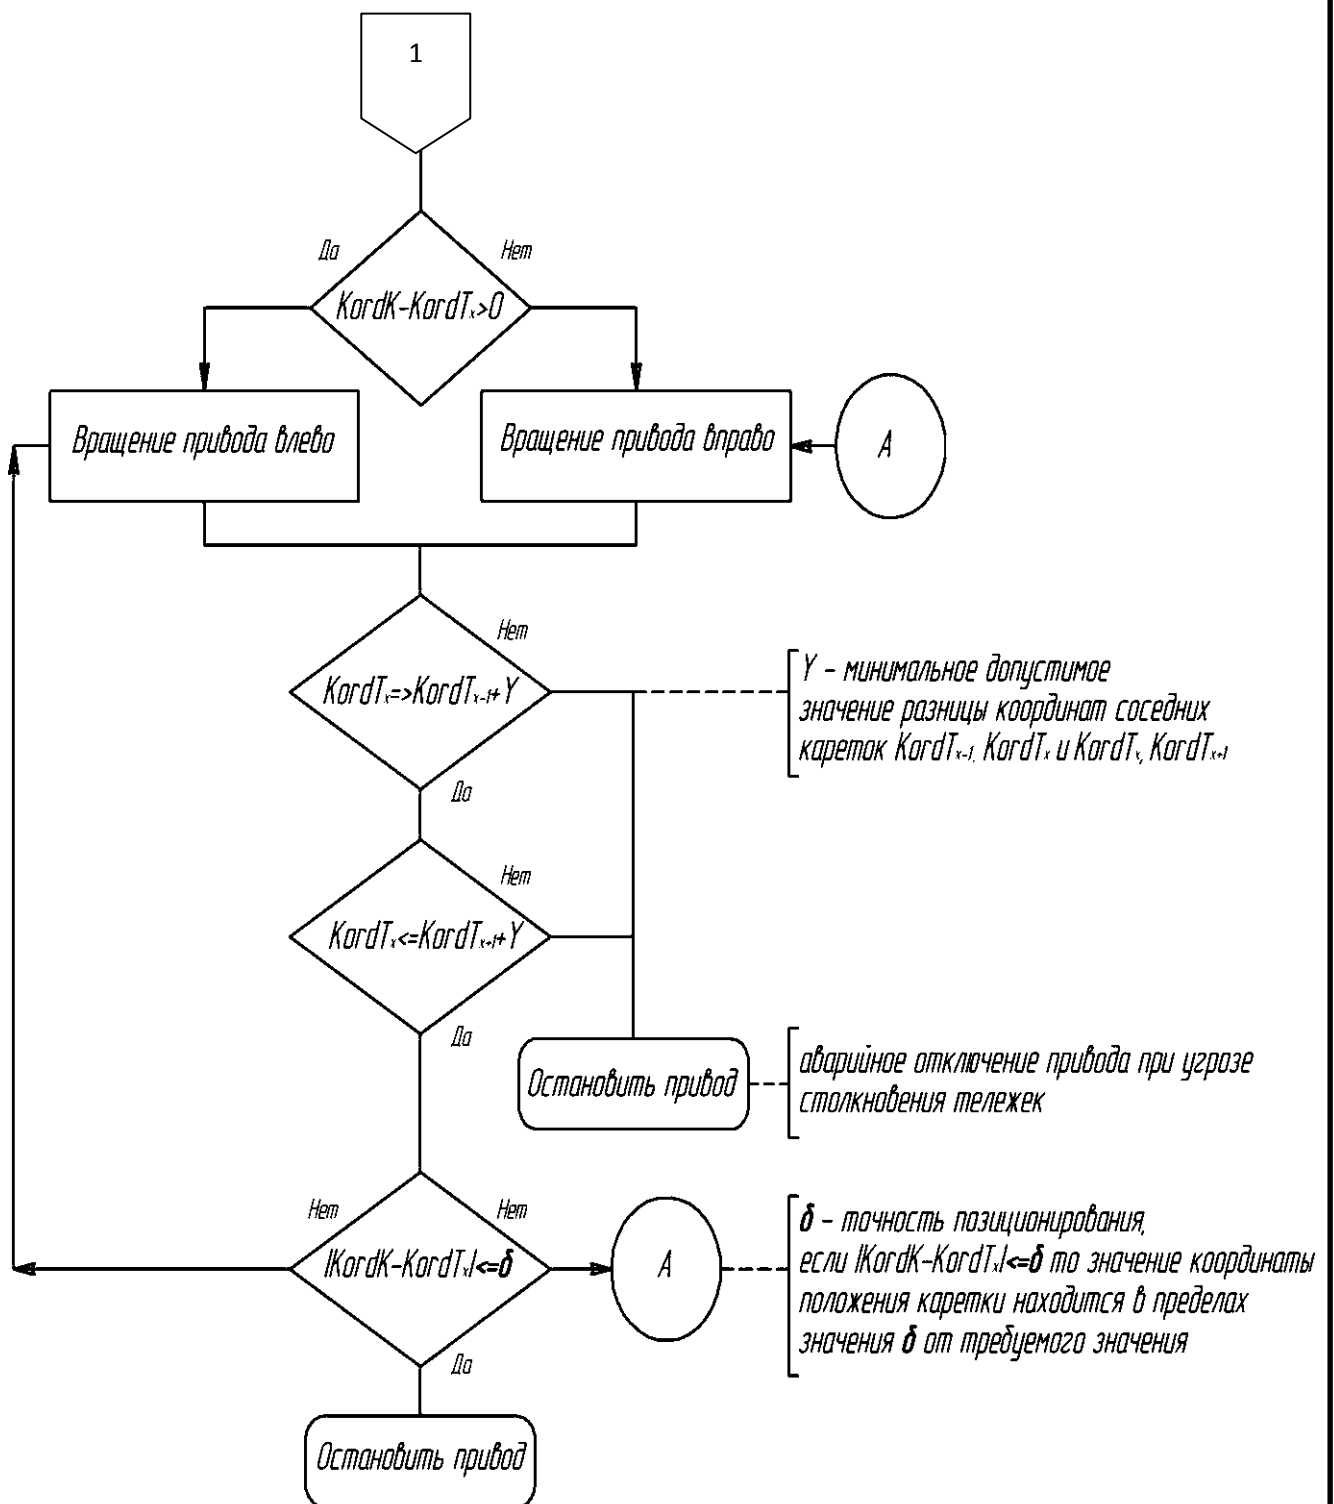 1
Да
Нет
KordK-KordTₓ>0
Вращение привода влево
Вращение привода вправо
А
Нет
KordTₓ=>KordTₓ₋₁+Y
Y - минимальное допустимое
значение разницы координат соседних
кареток KordTₓ₋₁, KordTₓ и KordTₓ, KordTₓ₊₁
Да
Нет
KordTₓ<=KordTₓ₊₁+Y
Да
Остановить привод
аварийное отключение привода при угрозе
столкновения тележек
Нет
Нет
|KordK-KordTₓ|<=δ
А
δ - точность позиционирования,
если |KordK-KordTₓ|<=δ то значение координаты
положения каретки находится в пределах
значения δ от требуемого значения
Да
Остановить привод